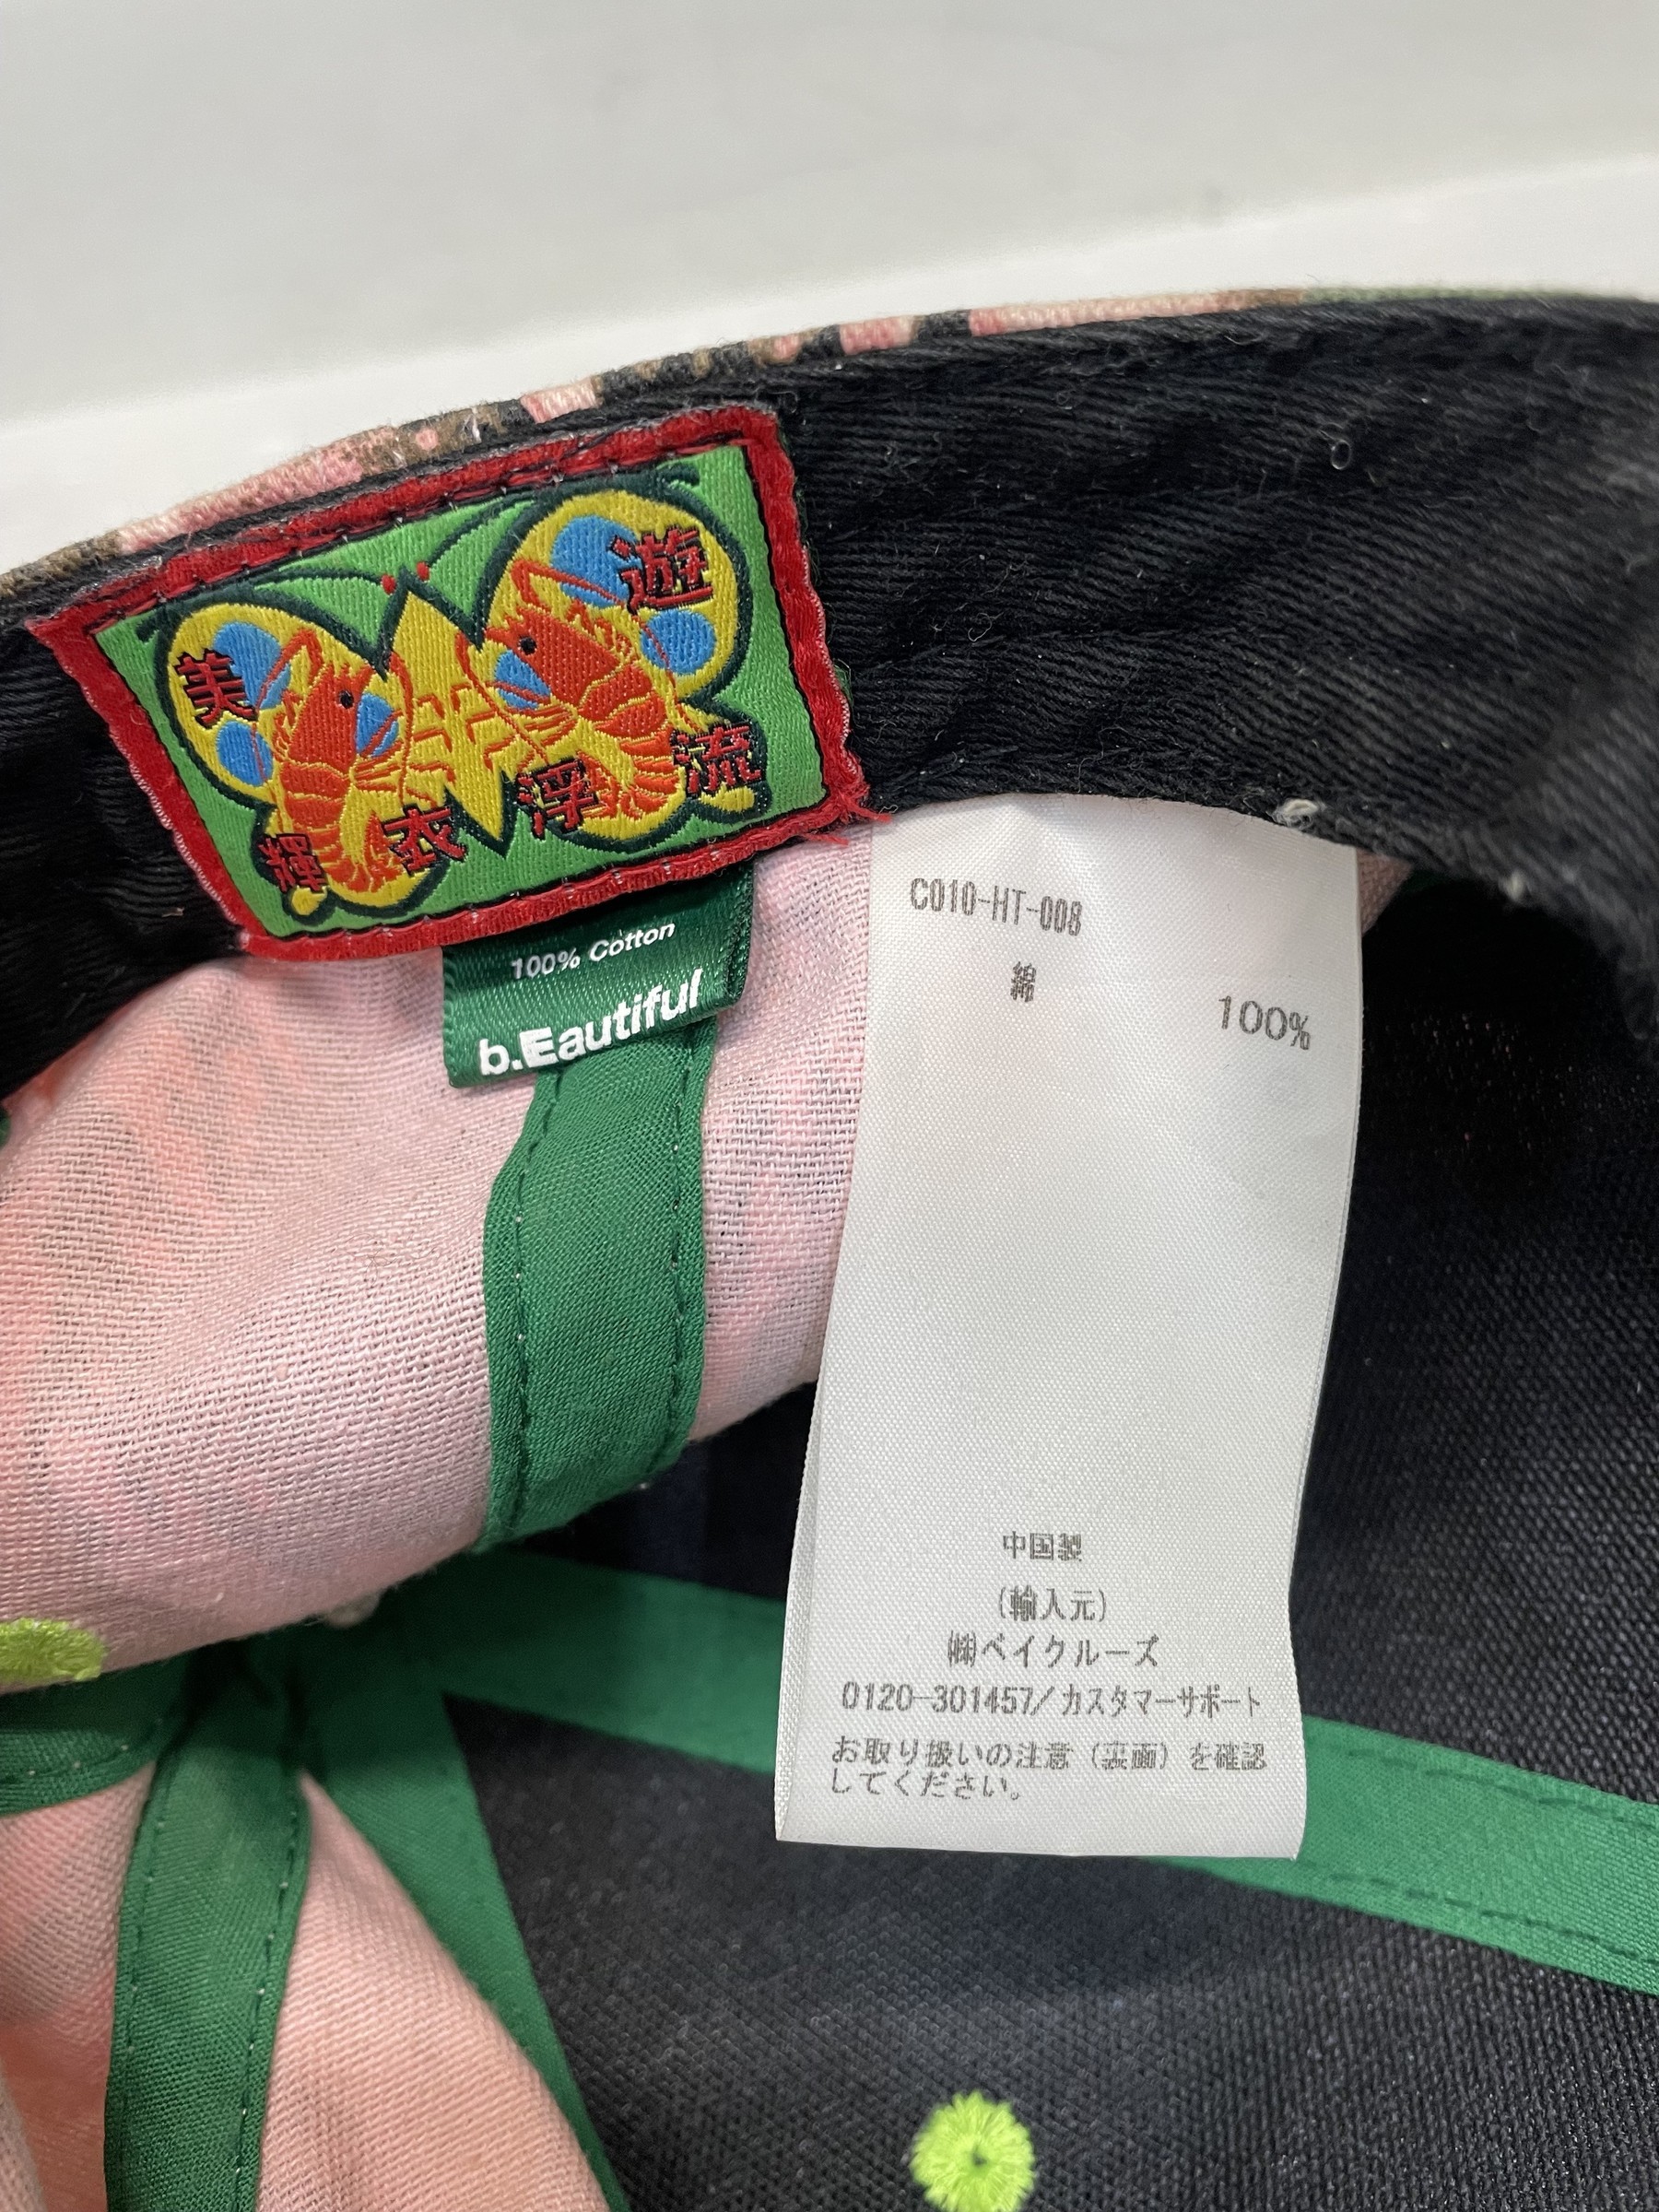 遊
美
流
浮
衣
輝
100% Cotton
b.Eautiful
C010-HT-008
綿 100%
中国製
(輸入元)
㈱ベイクルーズ
0120-301457/カスタマーサポート
お取り扱いの注意（裏面）を確認
してください。